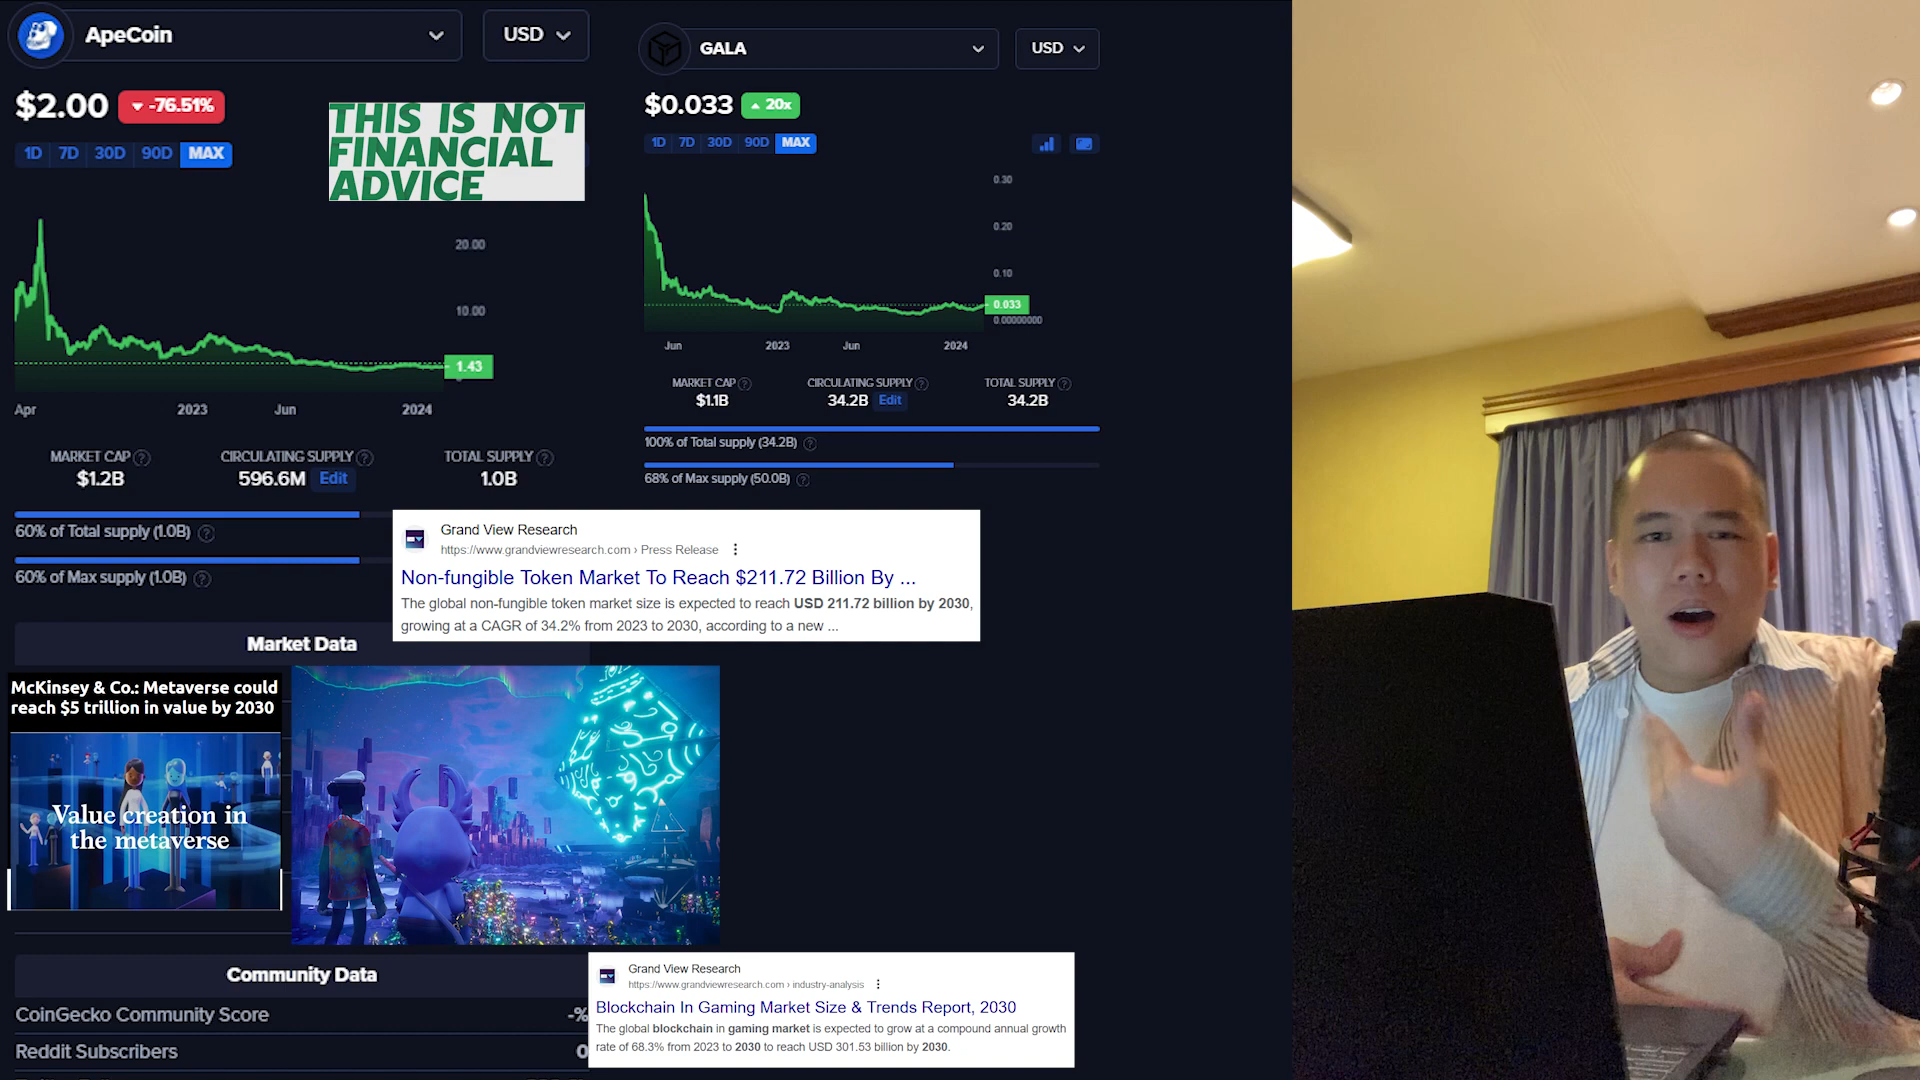 ApeCoin
USD
$2.00
-76.51%
1D 7D 30D 90D MAX
THIS IS NOT
FINANCIAL
ADVICE
20.00
10.00
1.43
Apr 2023 Jun 2024
MARKET CAP ? CIRCULATING SUPPLY ? TOTAL SUPPLY ?
$1.2B 596.6M Edit 1.0B
60% of Total supply (1.0B) ?
60% of Max supply (1.0B) ?
Market Data
GALA
USD
$0.033
20x
1D 7D 30D 90D MAX
0.30
0.20
0.10
0.033
0.00000000
Jun 2023 Jun 2024
MARKET CAP ? CIRCULATING SUPPLY ? TOTAL SUPPLY ?
$1.1B 34.2B Edit 34.2B
100% of Total supply (34.2B) ?
68% of Max supply (50.0B) ?
Grand View Research
https://www.grandviewresearch.com › Press Release
Non-fungible Token Market To Reach $211.72 Billion By ...
The global non-fungible token market size is expected to reach USD 211.72 billion by 2030,
growing at a CAGR of 34.2% from 2023 to 2030, according to a new ...
McKinsey & Co.: Metaverse could
reach $5 trillion in value by 2030
Value creation in
the metaverse
Community Data
CoinGecko Community Score -%
Reddit Subscribers 0
Grand View Research
https://www.grandviewresearch.com › industry-analysis
Blockchain In Gaming Market Size & Trends Report, 2030
The global blockchain in gaming market is expected to grow at a compound annual growth
rate of 68.3% from 2023 to 2030 to reach USD 301.53 billion by 2030.